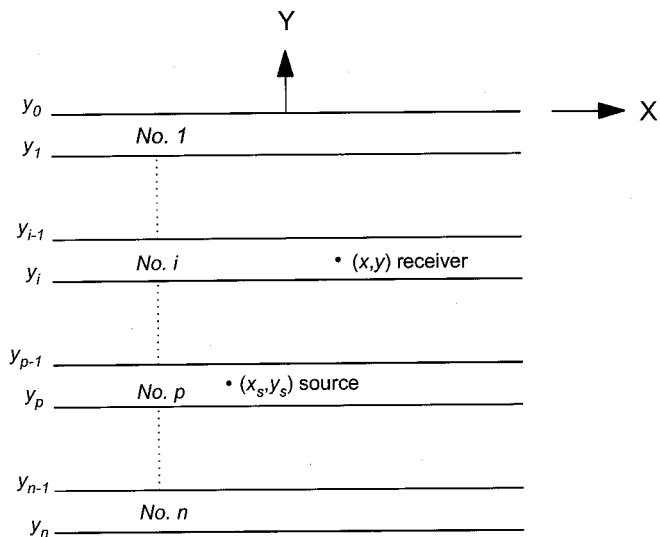 Y
y0
X
No. 1
y1
yi-1
• (x,y) receiver
No. i
yi
yp-1
• (xs,ys) source
No. p
yp
yn-1
No. n
yn